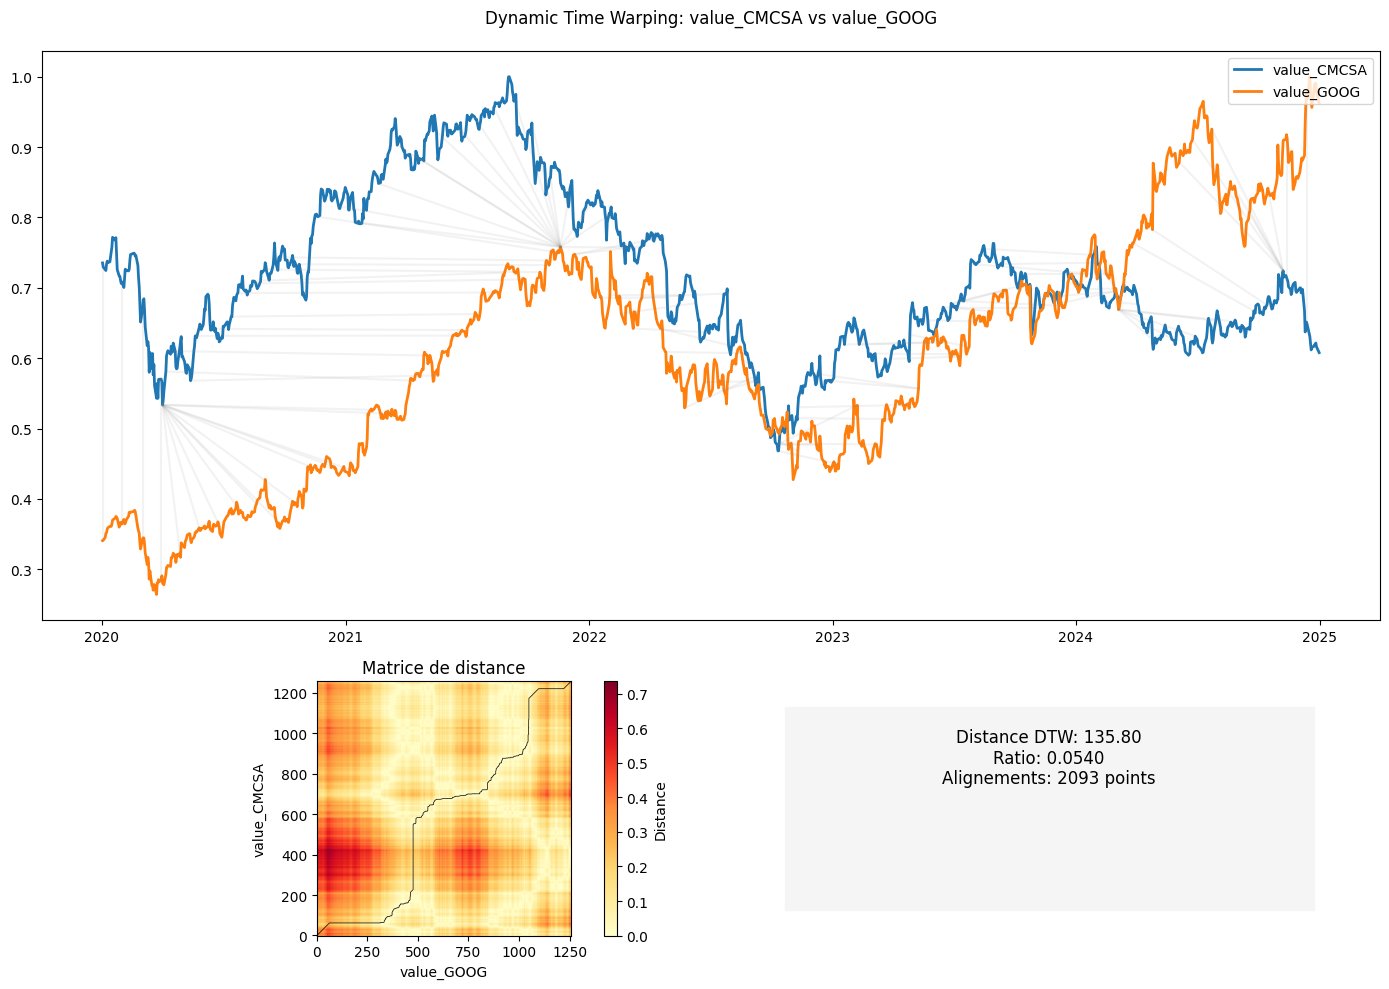 Dynamic Time Warping: value_CMCSA vs value_GOOG
value_CMCSA
value_GOOG
1.0
0.9
0.8
0.7
0.6
0.5
0.4
0.3
2020 2021 2022 2023 2024 2025
Matrice de distance
value_CMCSA
1200
1000
800
600
400
200
0
0 250 500 750 1000 1250
value_GOOG
0.7
0.6
0.5
0.4
0.3
0.2
0.1
0.0
Distance
Distance DTW: 135.80
Ratio: 0.0540
Alignements: 2093 points